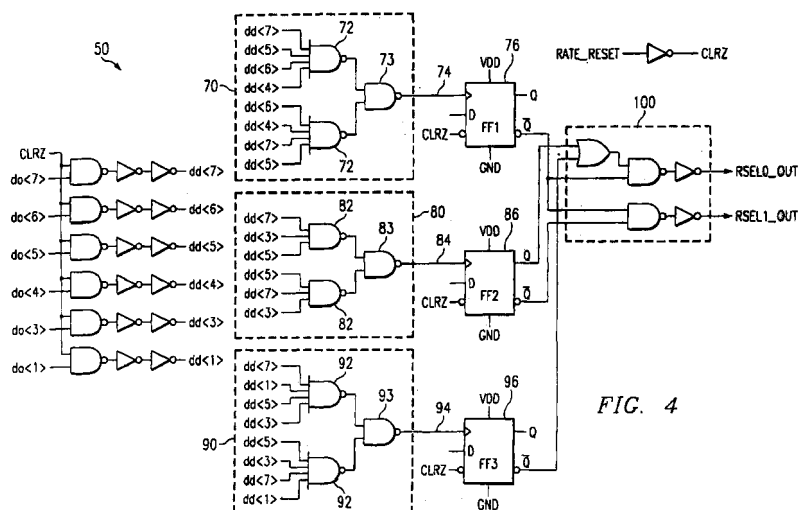 50
CLRZ
do<7>
dd<7>
do<6>
dd<6>
do<5>
dd<5>
do<4>
dd<4>
do<3>
dd<3>
do<1>
dd<1>
70
dd<7>
dd<5>
dd<6>
dd<4>
dd<6>
dd<4>
dd<7>
dd<5>
72
72
73
74
76
VDD
D
Q
CLRZ
FF1
Q
GND
80
dd<7>
dd<3>
dd<5>
dd<5>
dd<7>
dd<3>
82
82
83
84
86
VDD
Q
D
CLRZ
FF2
Q
GND
90
dd<7>
dd<1>
dd<5>
dd<3>
dd<5>
dd<3>
dd<7>
dd<1>
92
92
93
94
96
VDD
Q
D
CLRZ
FF3
Q
GND
RATE_RESET
CLRZ
100
RSEL0_OUT
RSEL1_OUT
FIG. 4